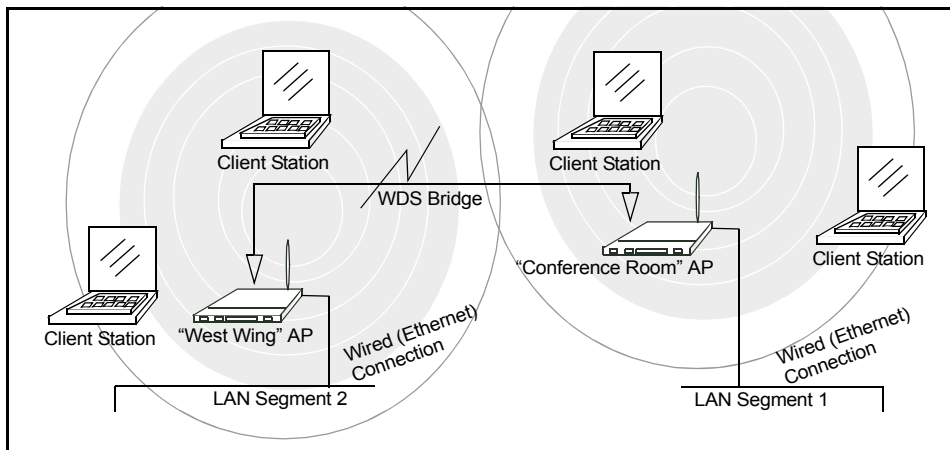 Client Station
Client Station
WDS Bridge
"Conference Room" AP
Client Station
Client Station
"West Wing" AP
Wired (Ethernet)
Connection
Wired (Ethernet)
Connection
LAN Segment 2
LAN Segment 1